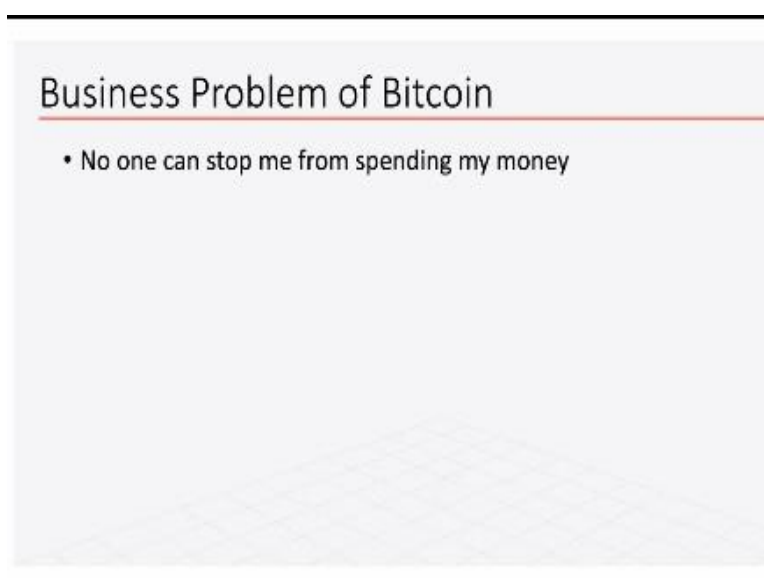 Business Problem of Bitcoin
• No one can stop me from spending my money